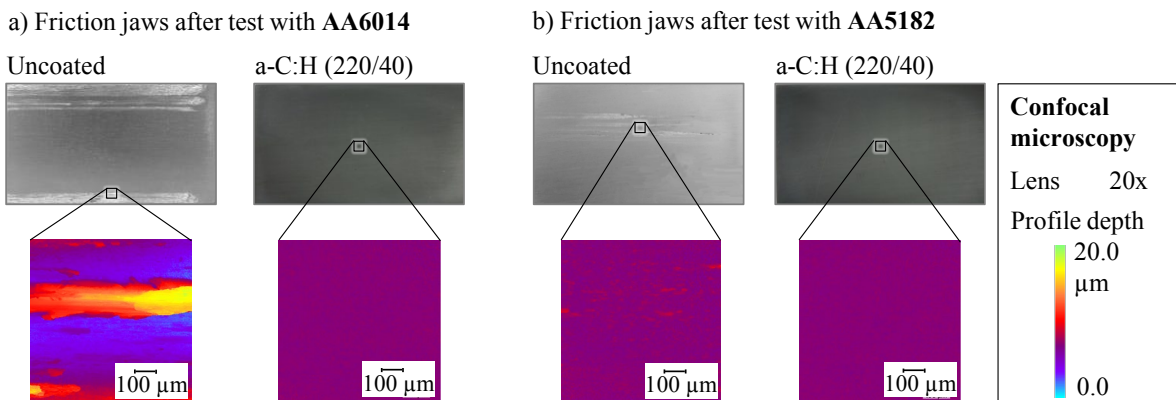 a) Friction jaws after test with AA6014
Uncoated
a-C:H (220/40)
100 µm
100 µm
b) Friction jaws after test with AA5182
Uncoated
a-C:H (220/40)
100 µm
100 µm
Confocal
microscopy
Lens 20x
Profile depth
20.0
µm
0.0